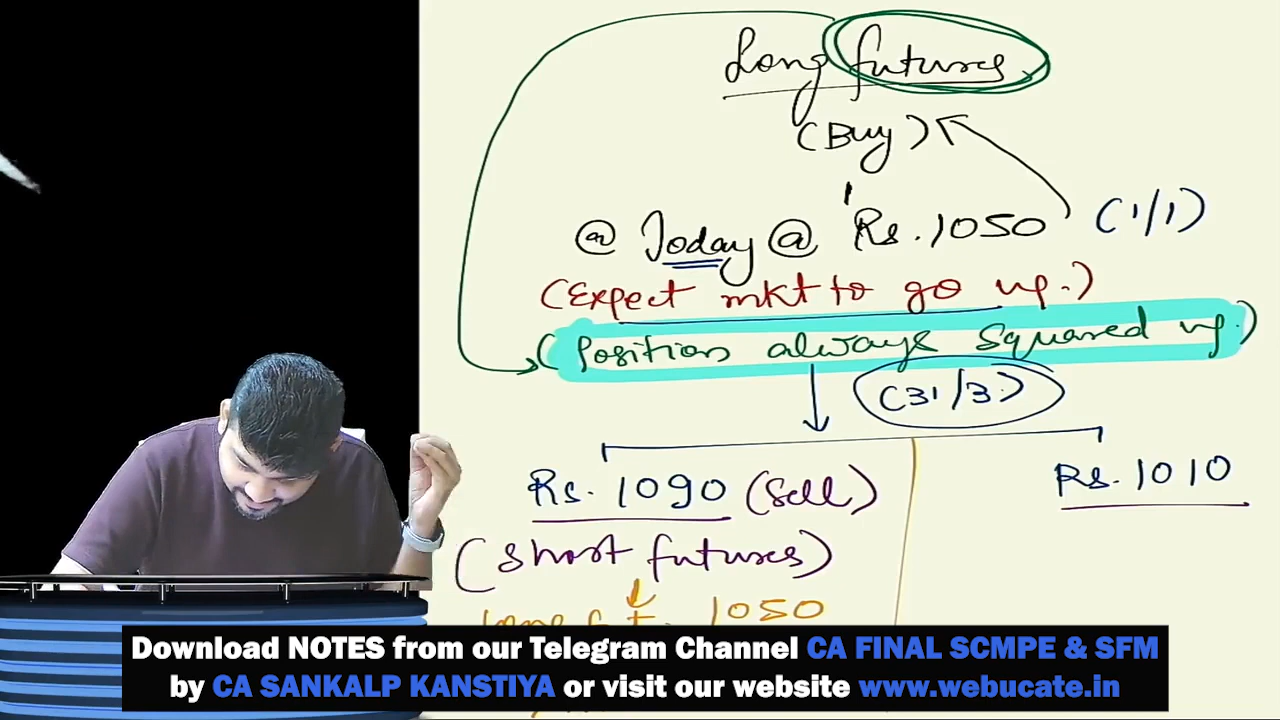 Long futures
(Buy)
@ Today @ Rs. 1050 (1/1)
(Expect mkt to go up.)
(Position always squared up.)
(31/3)
Rs. 1090 (Sell)
Rs. 1010
(Short futures)
1050
Download NOTES from our Telegram Channel CA FINAL SCMPE & SFM
by CA SANKALP KANSTIYA or visit our website www.webucate.in